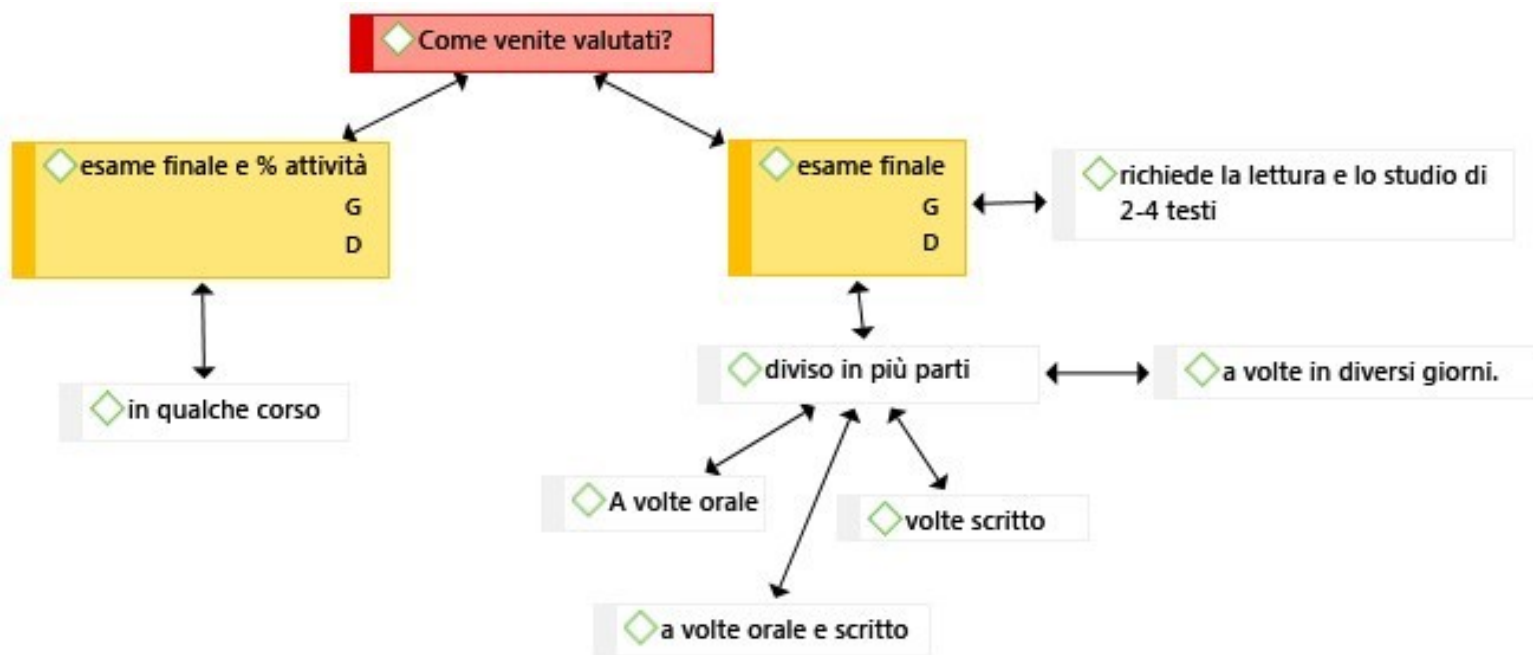 Come venite valutati?
esame finale e % attività
G
D
esame finale
G
D
richiede la lettura e lo studio di
2-4 testi
diviso in più parti
a volte in diversi giorni.
in qualche corso
A volte orale
volte scritto
a volte orale e scritto